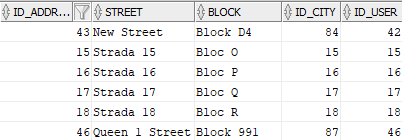 ID_ADDR... STREET BLOCK ID_CITY ID_USER
43 New Street Block D4 84 42
15 Strada 15 Bloc O 15 15
16 Strada 16 Bloc P 16 16
17 Strada 17 Bloc Q 17 17
18 Strada 18 Bloc R 18 18
46 Queen 1 Street Block 991 87 46